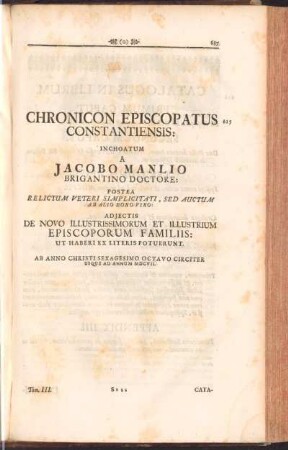 (o) 625
CHRONICON EPISCOPATUS 625
CONSTANTIENSIS:
INCHOATUM
A
JACOBO MANLIO
BRIGANTINO DOCTORE:
POSTEA
RELICTUM VETERI SIMPLICITATI, SED AUCTUM
AB ALIO
ADJECTIS
DE NOVO ILLUSTRISSIMORUM ET ILLUSTRIUM
EPISCOPORUM FAMILIIS:
UT HABERI EX LITERIS POTUERUNT.
AB ANNO CHRISTI SEXAGESIMO OCTAVO CIRCITER
USQUE AD ANNUM MDCVII.
Tom. III. CATA-